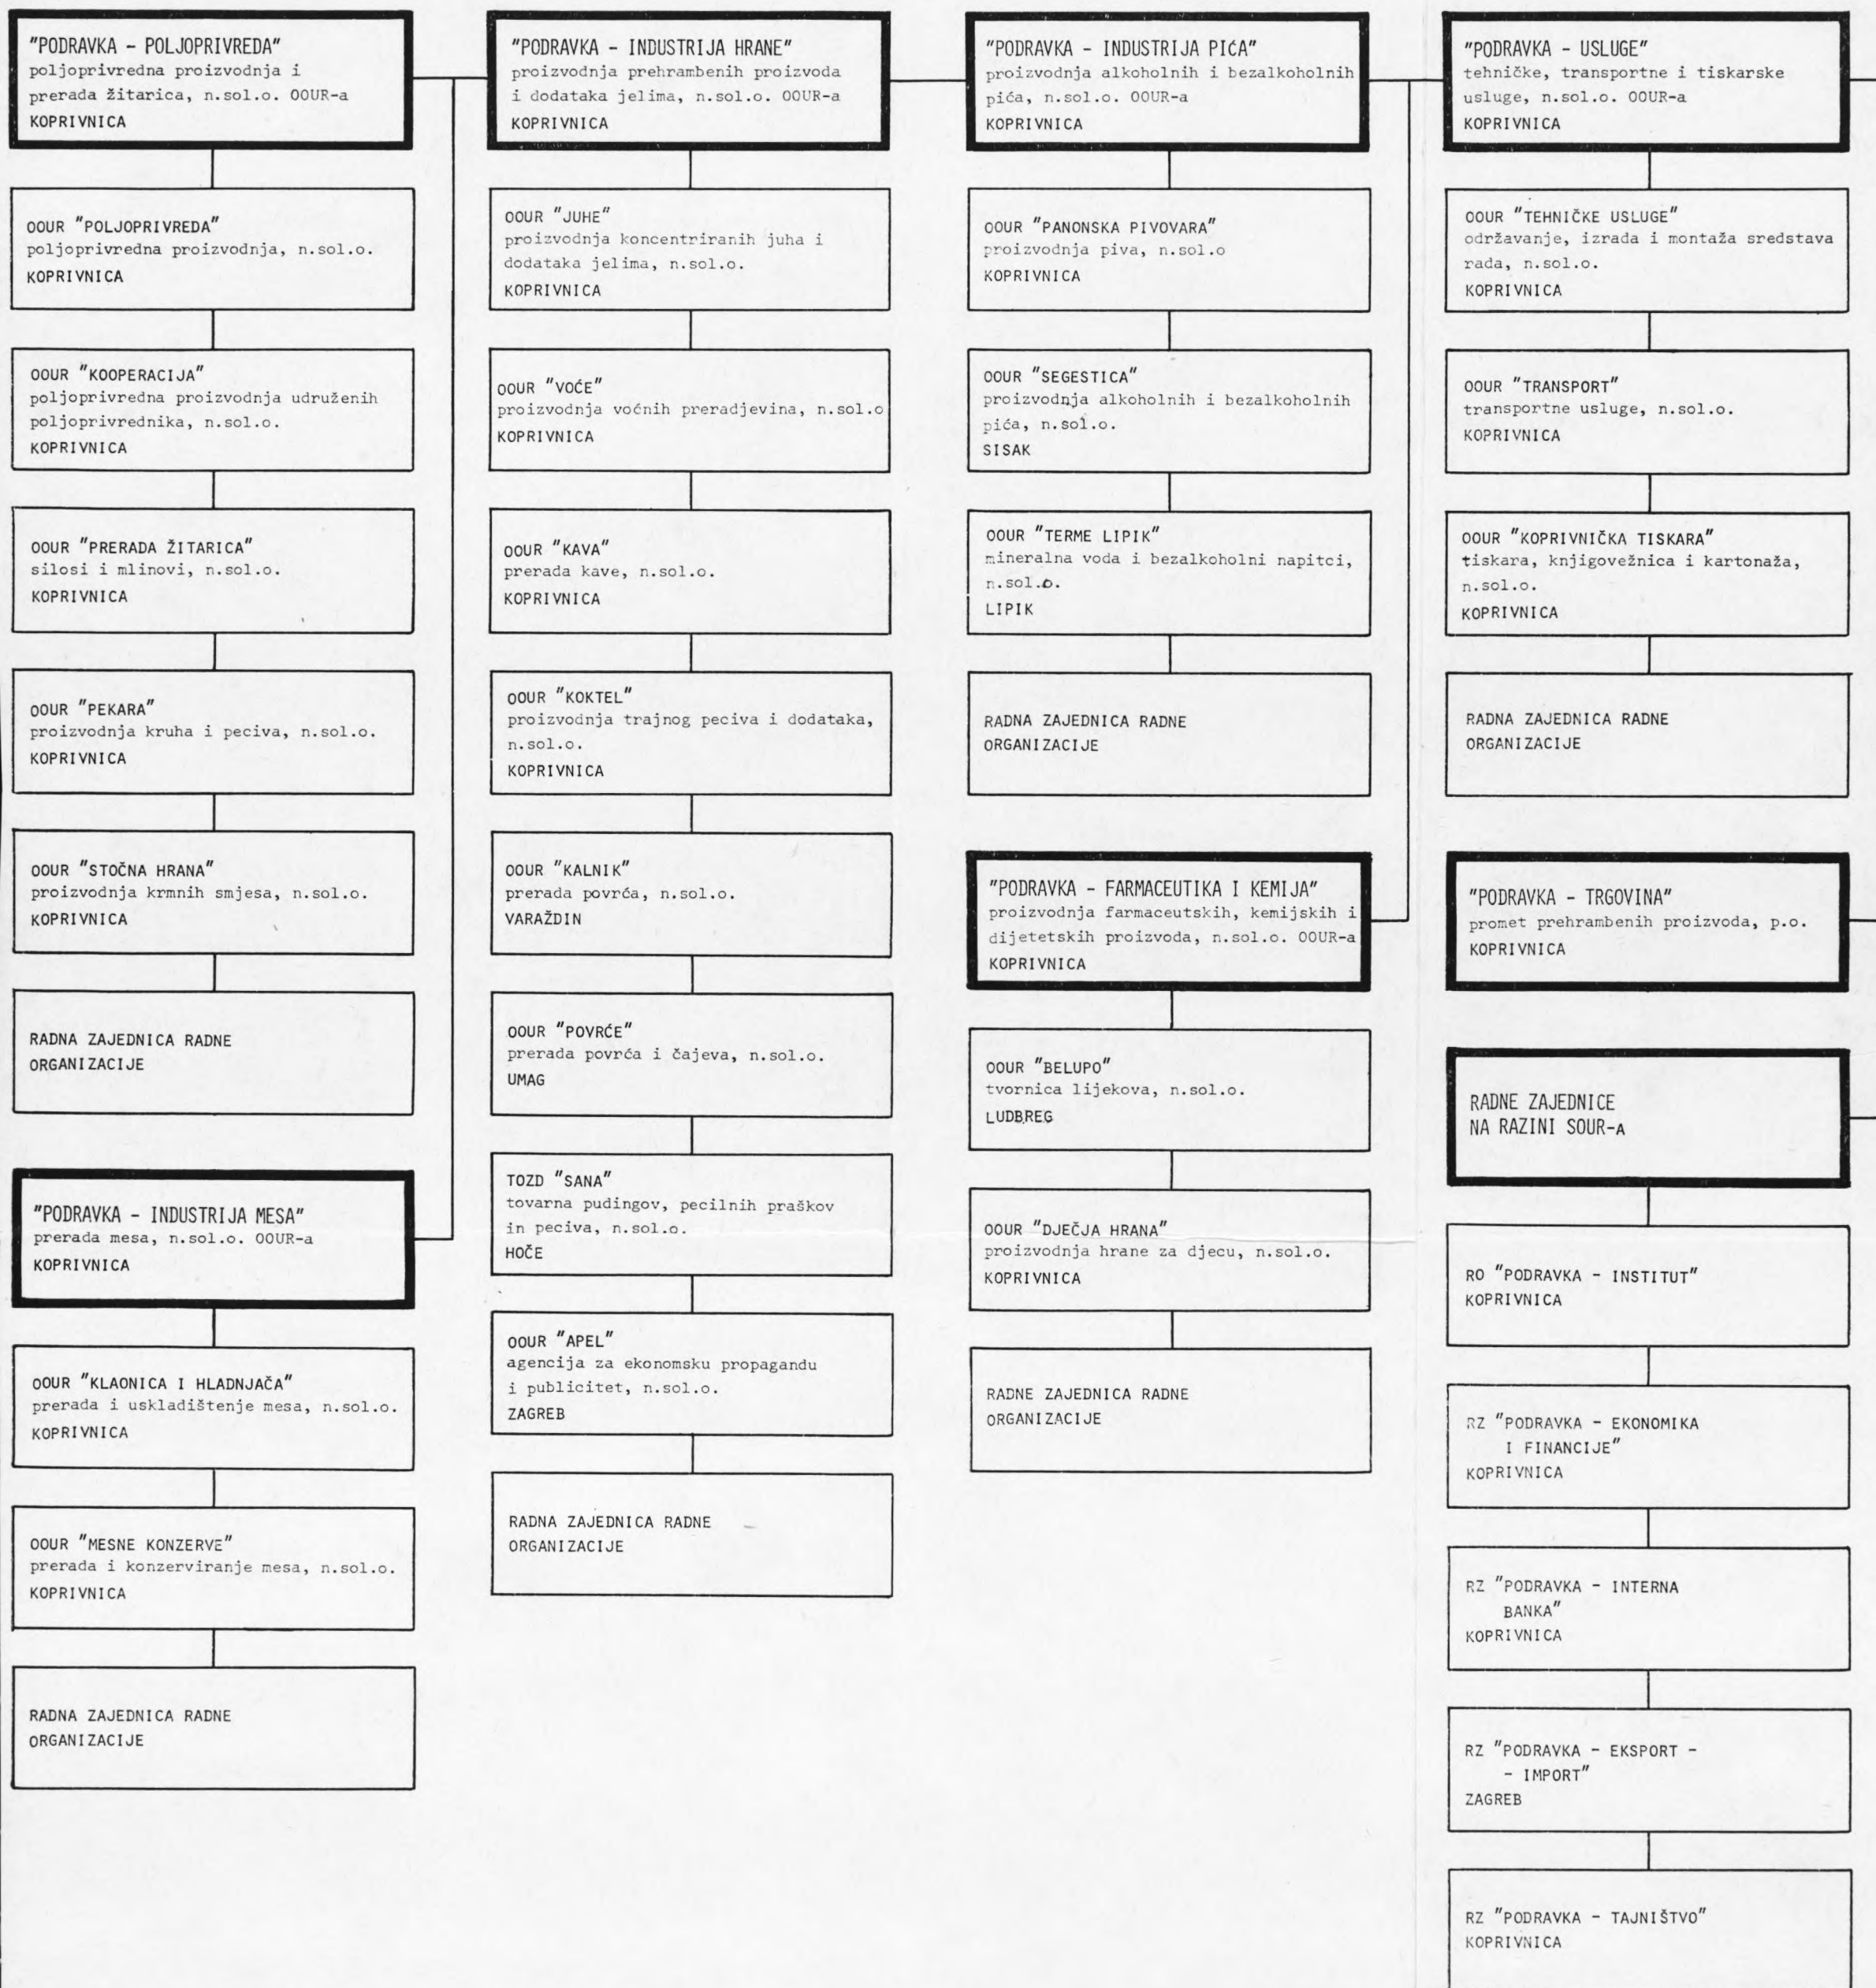 "PODRAVKA - POLJOPRIVREDA"
poljoprivredna proizvodnja i
prerada žitarica, n.sol.o. OOUR-a
KOPRIVNICA
OOUR "POLJOPRIVREDA"
poljoprivredna proizvodnja, n.sol.o.
KOPRIVNICA
OOUR "KOOPERACIJA"
poljoprivredna proizvodnja udruženih
poljoprivrednika, n.sol.o.
KOPRIVNICA
OOUR "PRERADA ŽITARICA"
silosi i mlinovi, n.sol.o.
KOPRIVNICA
OOUR "PEKARA"
proizvodnja kruha i peciva, n.sol.o.
KOPRIVNICA
OOUR "STOČNA HRANA"
proizvodnja krmnih smjesa, n.sol.o.
KOPRIVNICA
RADNA ZAJEDNICA RADNE
ORGANIZACIJE
"PODRAVKA - INDUSTRIJA MESA"
prerada mesa, n.sol.o. OOUR-a
KOPRIVNICA
OOUR "KLAONICA I HLADNJAČA"
prerada i uskladištenje mesa, n.sol.o.
KOPRIVNICA
OOUR "MESNE KONZERVE"
prerada i konzerviranje mesa, n.sol.o.
KOPRIVNICA
RADNA ZAJEDNICA RADNE
ORGANIZACIJE
"PODRAVKA - INDUSTRIJA HRANE"
proizvodnja prehrambenih proizvoda
i dodataka jelima, n.sol.o. OOUR-a
KOPRIVNICA
OOUR "JUHE"
proizvodnja koncentriranih juha i
dodataka jelima, n.sol.o.
KOPRIVNICA
OOUR "VOĆE"
proizvodnja voćnih preradjevina, n.sol.o
KOPRIVNICA
OOUR "KAVA"
prerada kave, n.sol.o.
KOPRIVNICA
OOUR "KOKTEL"
proizvodnja trajnog peciva i dodataka,
n.sol.o.
KOPRIVNICA
OOUR "KALNIK"
prerada povrća, n.sol.o.
VARAŽDIN
OOUR "POVRĆE"
prerada povrća i čajeva, n.sol.o.
UMAG
TOZD "SANA"
tovarna pudingov, pecilnih praškov
in peciva, n.sol.o.
HOČE
OOUR "APEL"
agencija za ekonomsku propagandu
i publicitet, n.sol.o.
ZAGREB
RADNA ZAJEDNICA RADNE
ORGANIZACIJE
"PODRAVKA - INDUSTRIJA PIĆA"
proizvodnja alkoholnih i bezalkoholnih
pića, n.sol.o. OOUR-a
KOPRIVNICA
OOUR "PANONSKA PIVOVARA"
proizvodnja piva, n.sol.o
KOPRIVNICA
OOUR "SEGESTICA"
proizvodnja alkoholnih i bezalkoholnih
pića, n.sol.o.
SISAK
OOUR "TERME LIPIK"
mineralna voda i bezalkoholni napitci,
n.sol.o.
LIPIK
RADNA ZAJEDNICA RADNE
ORGANIZACIJE
"PODRAVKA - FARMACEUTIKA I KEMIJA"
proizvodnja farmaceutskih, kemijskih i
dijetetskih proizvoda, n.sol.o. OOUR-a
KOPRIVNICA
OOUR "BELUPO"
tvornica lijekova, n.sol.o.
LUDBREG
OOUR "DJEČJA HRANA"
proizvodnja hrane za djecu, n.sol.o.
KOPRIVNICA
RADNE ZAJEDNICA RADNE
ORGANIZACIJE
"PODRAVKA - USLUGE"
tehničke, transportne i tiskarske
usluge, n.sol.o. OOUR-a
KOPRIVNICA
OOUR "TEHNIČKE USLUGE"
održavanje, izrada i montaža sredstava
rada, n.sol.o.
KOPRIVNICA
OOUR "TRANSPORT"
transportne usluge, n.sol.o.
KOPRIVNICA
OOUR "KOPRIVNIČKA TISKARA"
tiskara, knjigovežnica i kartonaža,
n.sol.o.
KOPRIVNICA
RADNA ZAJEDNICA RADNE
ORGANIZACIJE
"PODRAVKA - TRGOVINA"
promet prehrambenih proizvoda, p.o.
KOPRIVNICA
RADNE ZAJEDNICE
NA RAZINI SOUR-A
RO "PODRAVKA - INSTITUT"
KOPRIVNICA
RZ "PODRAVKA - EKONOMIKA
I FINANCIJE"
KOPRIVNICA
RZ "PODRAVKA - INTERNA
BANKA"
KOPRIVNICA
RZ "PODRAVKA - EKSPORT -
- IMPORT"
ZAGREB
RZ "PODRAVKA - TAJNIŠTVO"
KOPRIVNICA